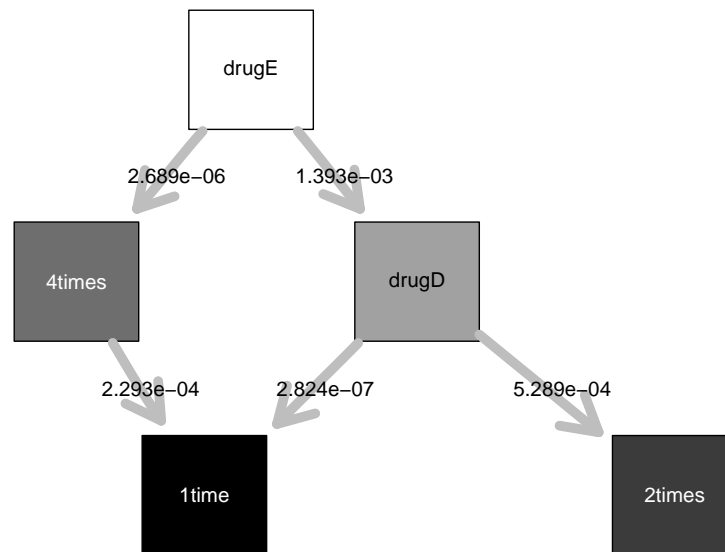 drugE
2.689e−06
1.393e−03
4times
drugD
2.293e−04
2.824e−07
5.289e−04
1time
2times